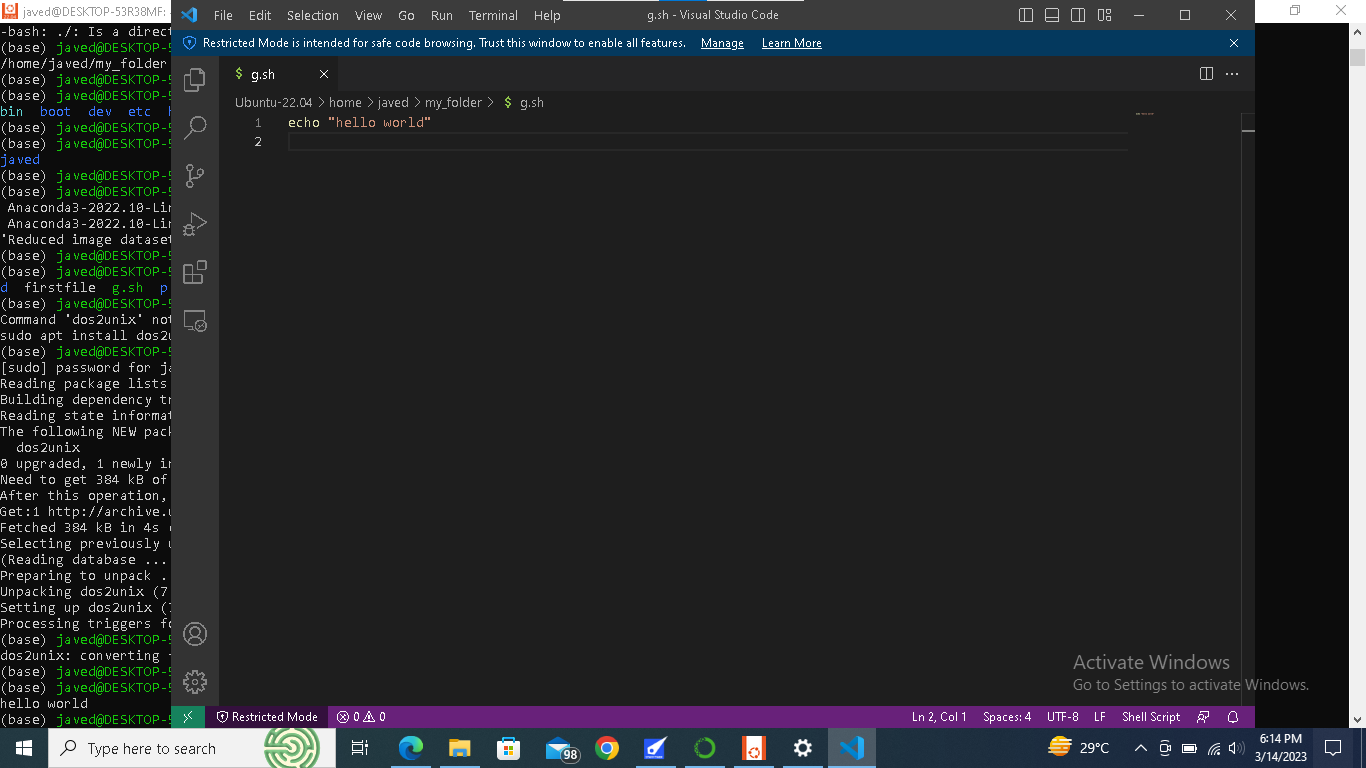 javed@DESKTOP-53R38MF:
File Edit Selection View Go Run Terminal Help
g.sh - Visual Studio Code
Restricted Mode is intended for safe code browsing. Trust this window to enable all features. Manage Learn More
$ g.sh
Ubuntu-22.04 > home > javed > my_folder > $ g.sh
1 echo "hello world"
2
-bash: ./: Is a direct
(base) javed@DESKTOP-5
/home/javed/my_folder
(base) javed@DESKTOP-5
(base) javed@DESKTOP-5
bin boot dev etc
(base) javed@DESKTOP-5
(base) javed@DESKTOP-5
javed
(base) javed@DESKTOP-5
(base) javed@DESKTOP-5
Anaconda3-2022.10-Lin
Anaconda3-2022.10-Lin
'Reduced image dataset
(base) javed@DESKTOP-5
(base) javed@DESKTOP-5
d firstfile g.sh p
(base) javed@DESKTOP-5
Command 'dos2unix' not
sudo apt install dos2u
(base) javed@DESKTOP-5
[sudo] password for ja
Reading package lists
Building dependency tr
Reading state informat
The following NEW pack
dos2unix
0 upgraded, 1 newly in
Need to get 384 kB of
After this operation,
Get:1 http://archive.u
Fetched 384 kB in 4s
Selecting previously u
(Reading database ...
Preparing to unpack .
Unpacking dos2unix (7
Setting up dos2unix (7
Processing triggers fo
(base) javed@DESKTOP-5
dos2unix: converting
(base) javed@DESKTOP-5
(base) javed@DESKTOP-5
hello world
(base) javed@DESKTOP-5
Activate Windows
Go to Settings to activate Windows.
Restricted Mode 0 0 Ln 2, Col 1 Spaces: 4 UTF-8 LF Shell Script
Type here to search
98
29°C
6:14 PM
3/14/2023